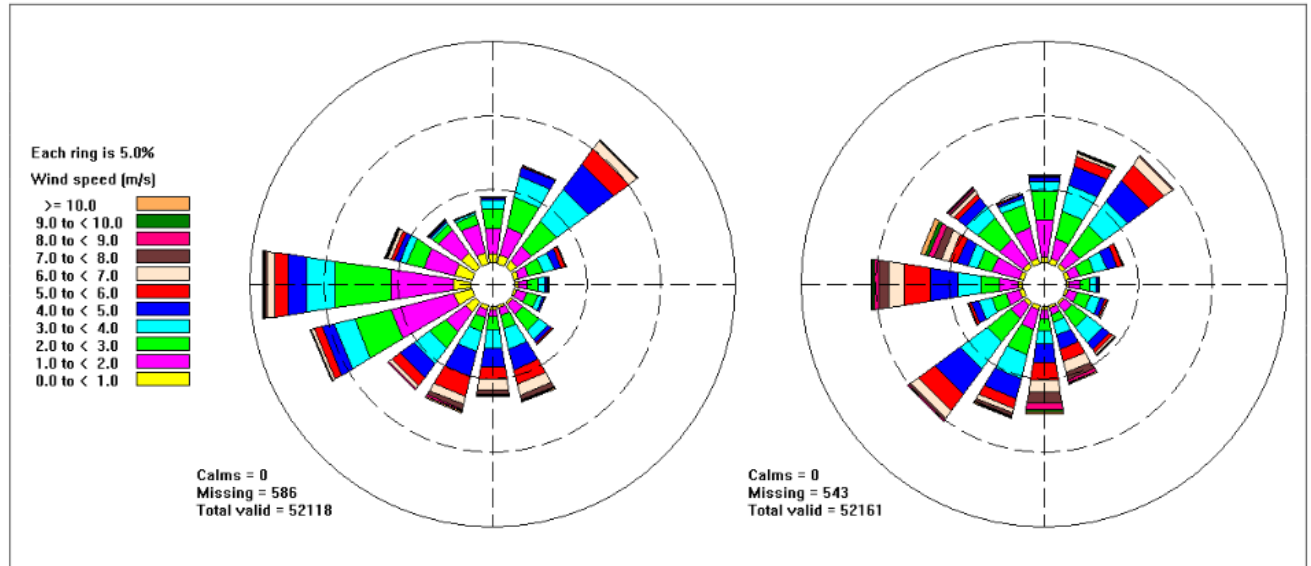 Each ring is 5.0%
Wind speed (m/s)
>= 10.0
9.0 to < 10.0
8.0 to < 9.0
7.0 to < 8.0
6.0 to < 7.0
5.0 to < 6.0
4.0 to < 5.0
3.0 to < 4.0
2.0 to < 3.0
1.0 to < 2.0
0.0 to < 1.0
Calms = 0
Missing = 586
Total valid = 52118
Calms = 0
Missing = 543
Total valid = 52161